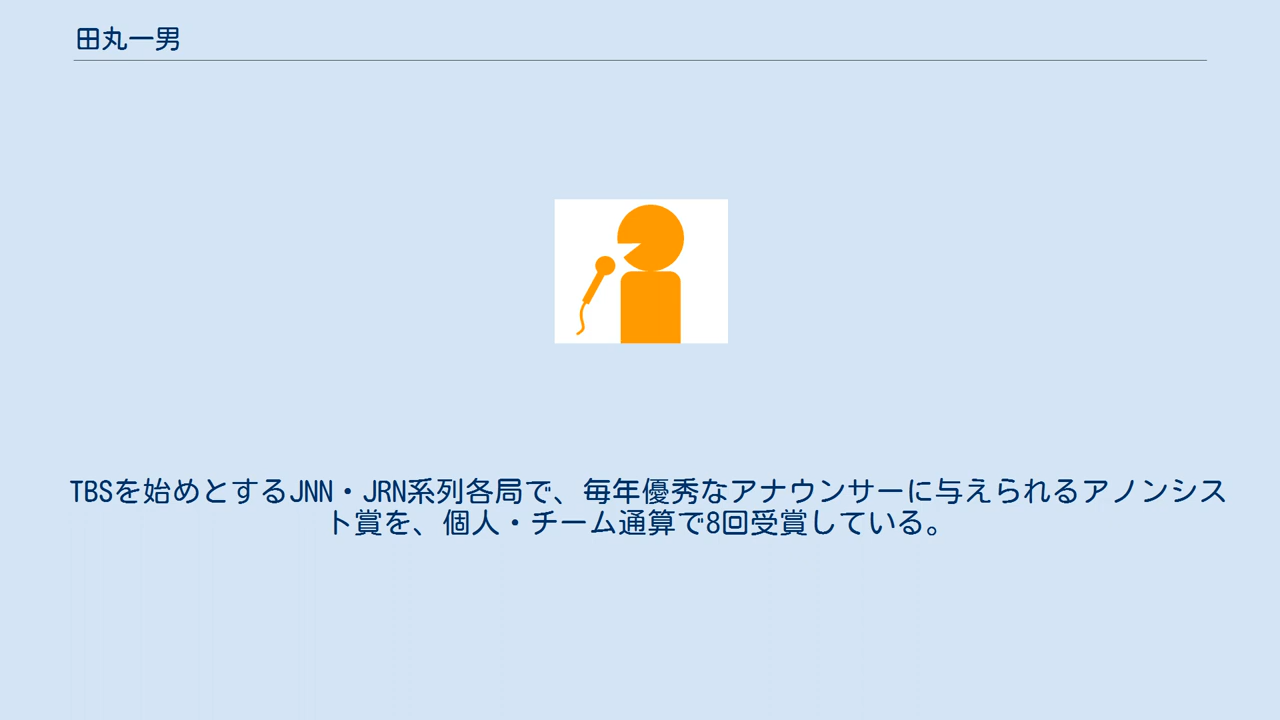 田丸一男
TBSを始めとするJNN・JRN系列各局で、毎年優秀なアナウンサーに与えられるアノンシス
ト賞を、個人・チーム通算で8回受賞している。